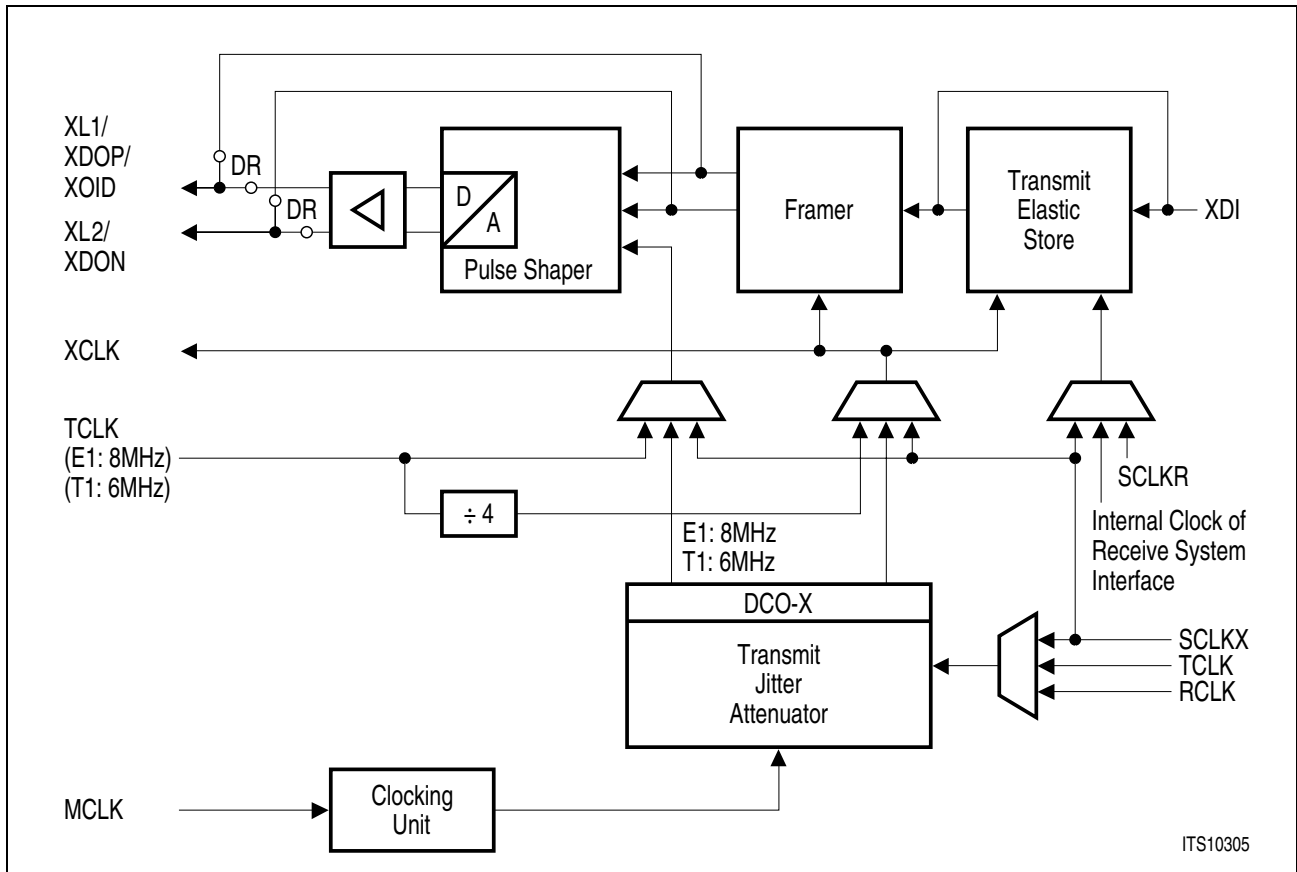 XL1/
XDOP/
XOID
DR
XL2/
XDON
DR
D
A
Pulse Shaper
Framer
Transmit
Elastic
Store
XDI
XCLK
TCLK
(E1: 8MHz)
(T1: 6MHz)
÷ 4
E1: 8MHz
T1: 6MHz
SCLKR
Internal Clock of
Receive System
Interface
DCO-X
Transmit
Jitter
Attenuator
SCLKX
TCLK
RCLK
MCLK
Clocking
Unit
ITS10305